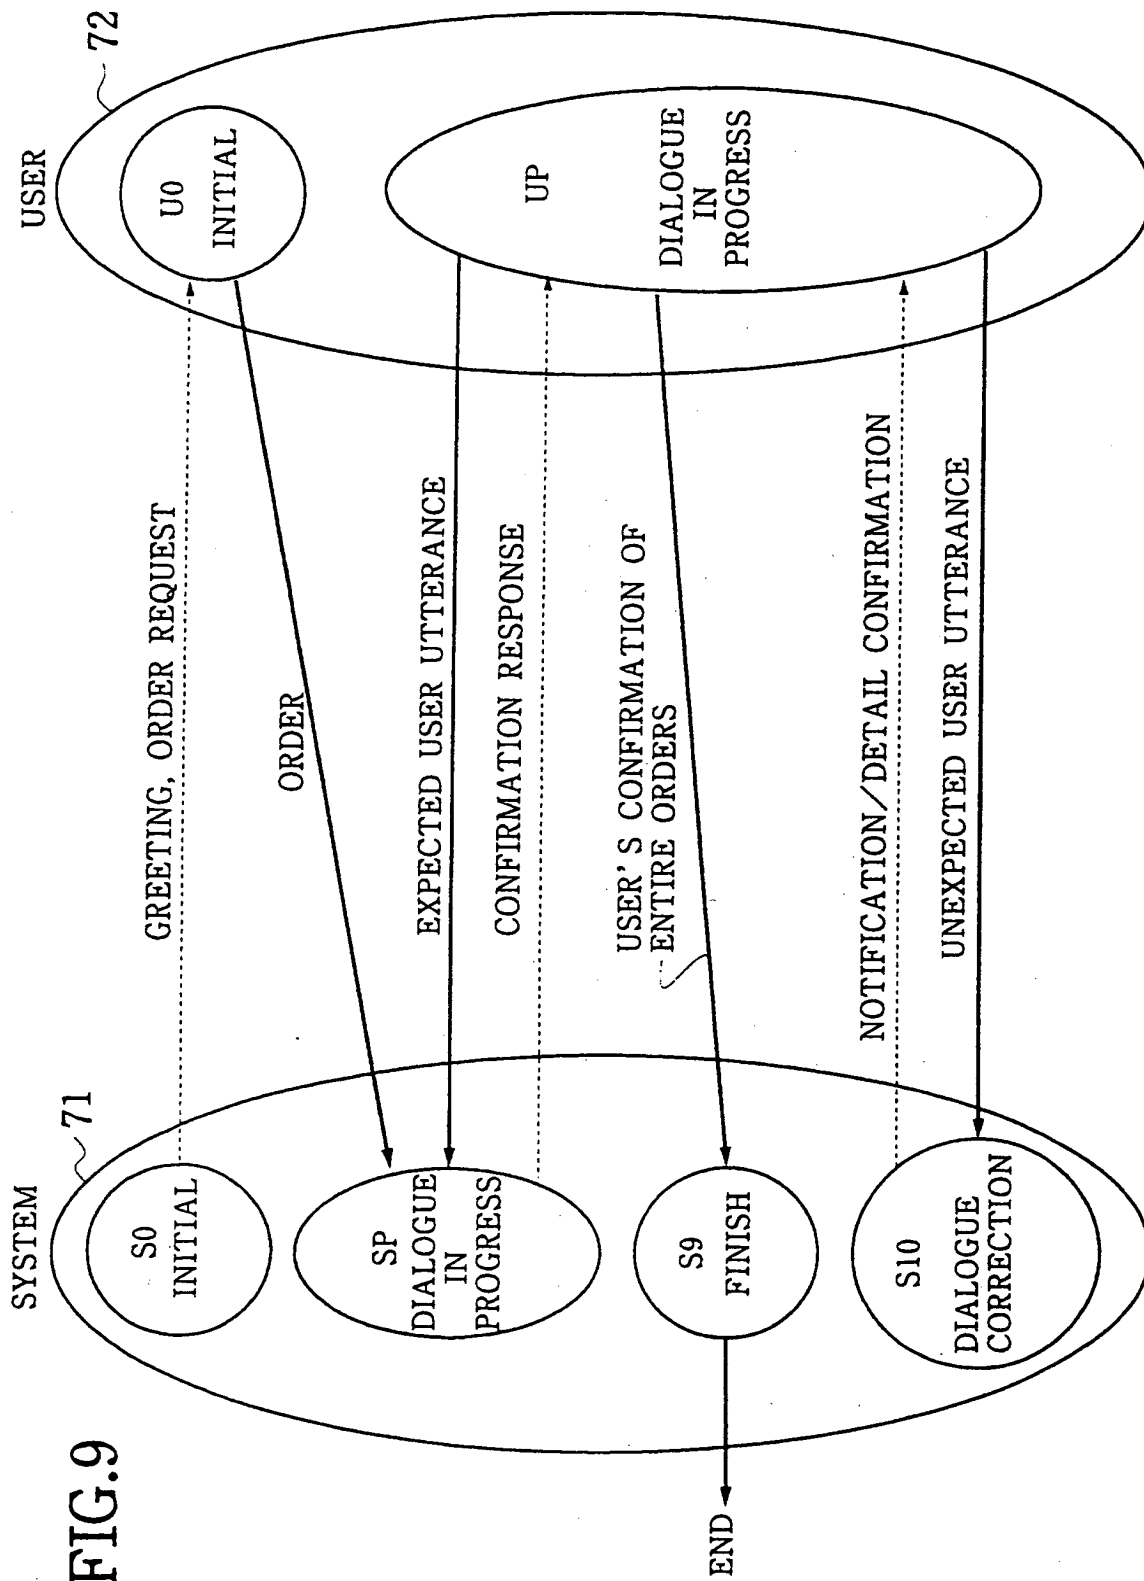 FIG.9
SYSTEM
71
S0
INITIAL
SP
DIALOGUE
IN
PROGRESS
S9
FINISH
END
S10
DIALOGUE
CORRECTION
GREETING, ORDER REQUEST
ORDER
EXPECTED USER UTTERANCE
CONFIRMATION RESPONSE
USER'S CONFIRMATION OF
ENTIRE ORDERS
NOTIFICATION/DETAIL CONFIRMATION
UNEXPECTED USER UTTERANCE
USER
72
U0
INITIAL
UP
DIALOGUE
IN
PROGRESS